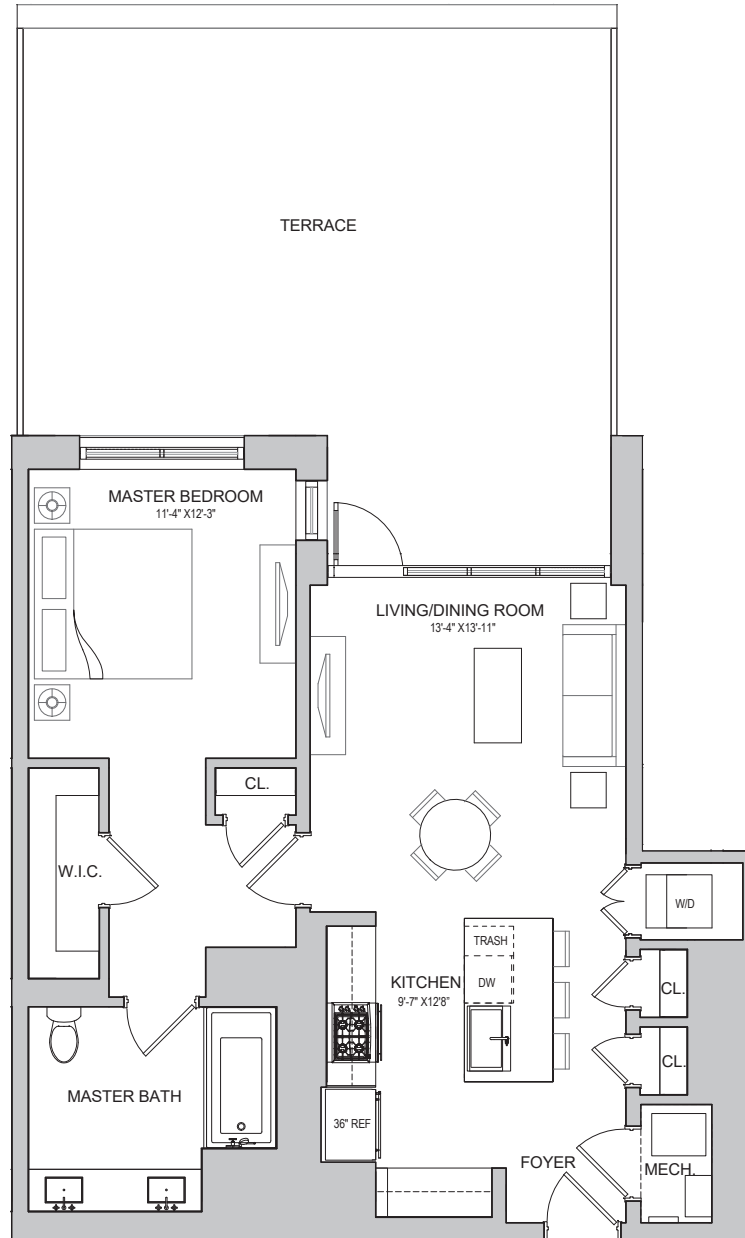 TERRACE
MASTER BEDROOM
11'-4" X12'-3"
LIVING/DINING ROOM
13'-4" X13'-11"
CL.
W.I.C.
W/D
TRASH
KITCHEN
DW
9'-7" X12'8"
CL.
CL.
MASTER BATH
36" REF
FOYER
MECH.